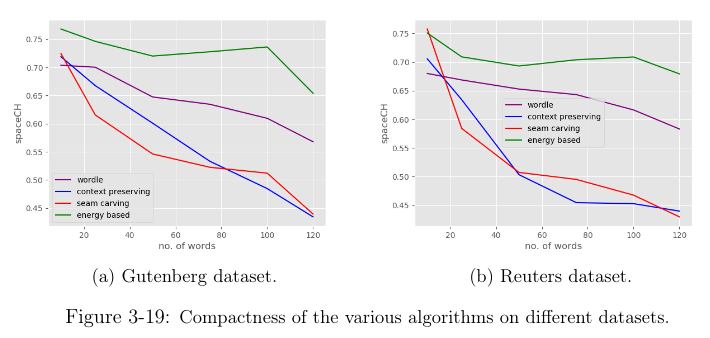 0.75
0.70
0.65
0.60
0.55
0.50
0.45
spaceCH
wordle
context preserving
seam carving
energy based
20 40 60 80 100 120
no. of words
(a) Gutenberg dataset.
0.75
0.70
0.65
0.60
0.55
0.50
0.45
spaceCH
wordle
context preserving
seam carving
energy based
20 40 60 80 100 120
no. of words
(b) Reuters dataset.
Figure 3-19: Compactness of the various algorithms on different datasets.